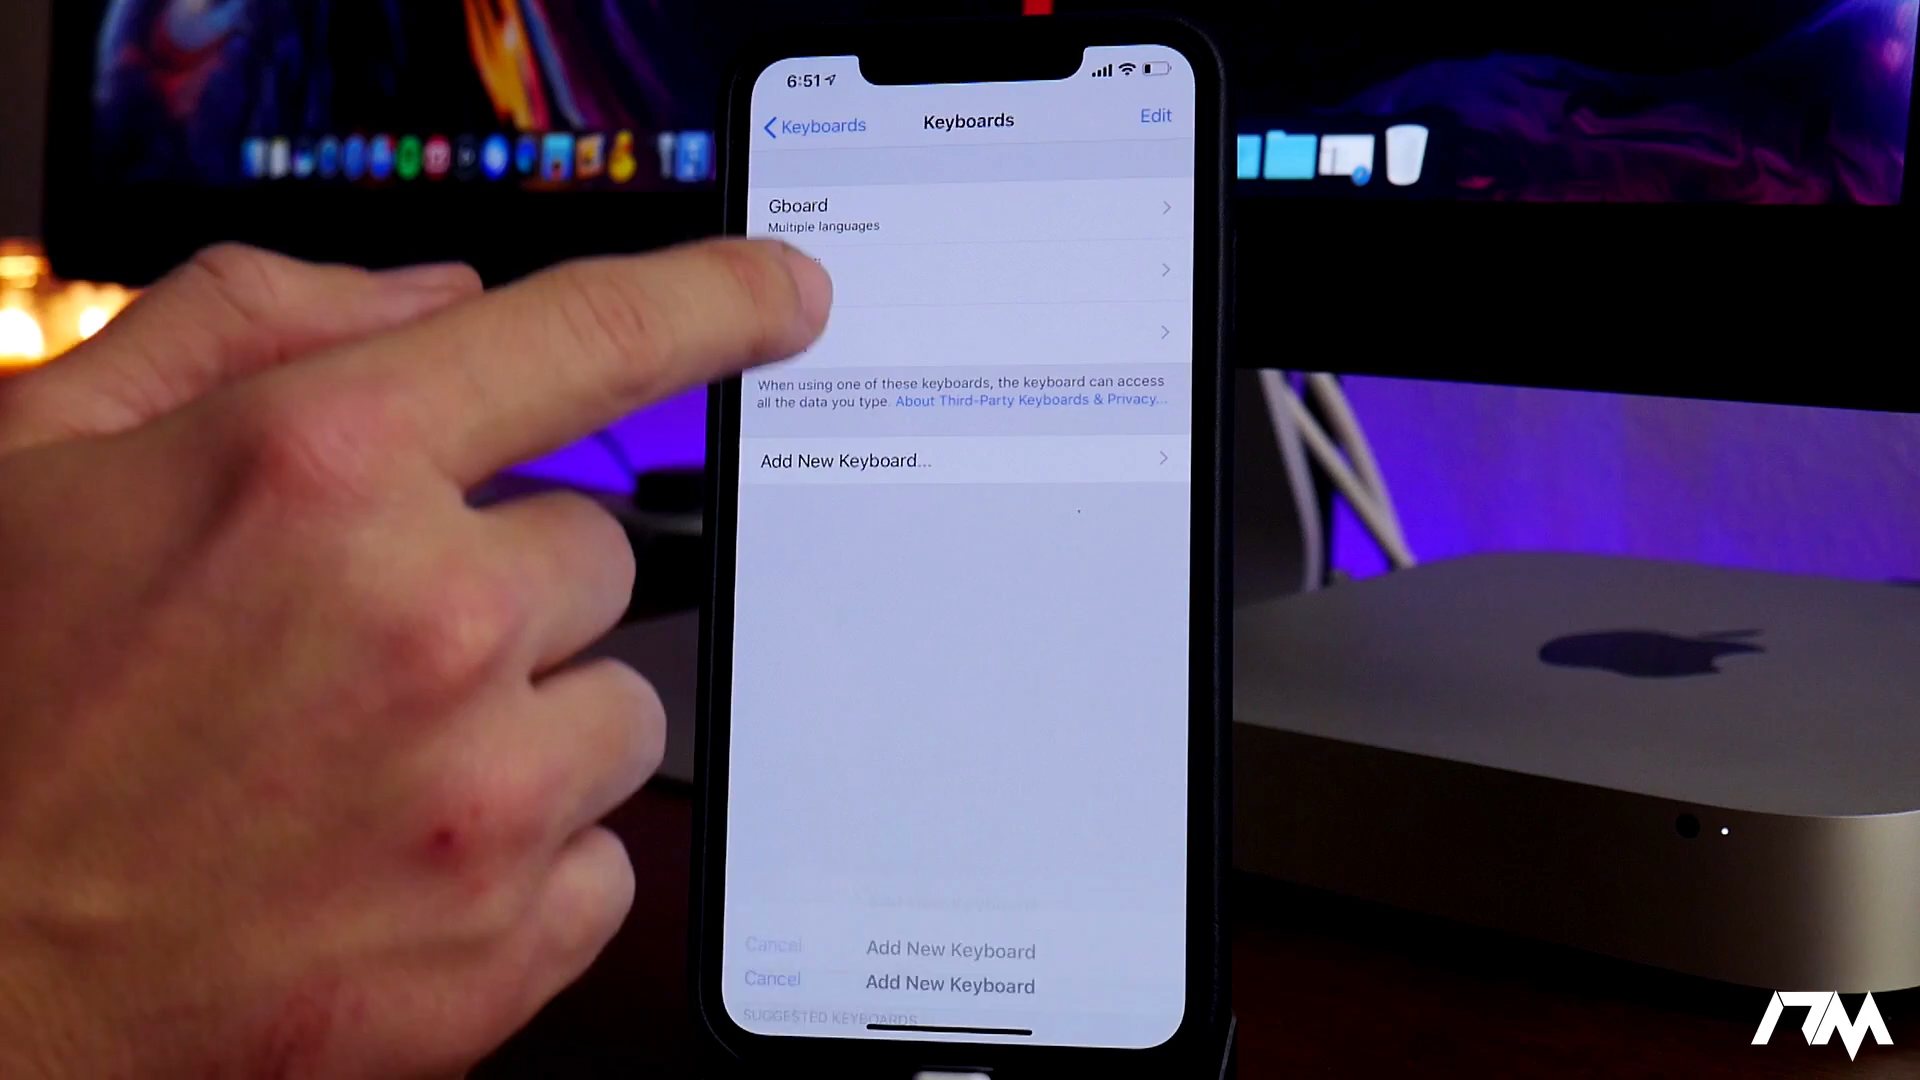 6:51
Keyboards
Keyboards
Edit
Gboard
Multiple languages
When using one of these keyboards, the keyboard can access
all the data you type. About Third-Party Keyboards & Privacy...
Add New Keyboard...
Cancel
Add New Keyboard
Cancel
Add New Keyboard
SUGGESTED KEYBOARDS